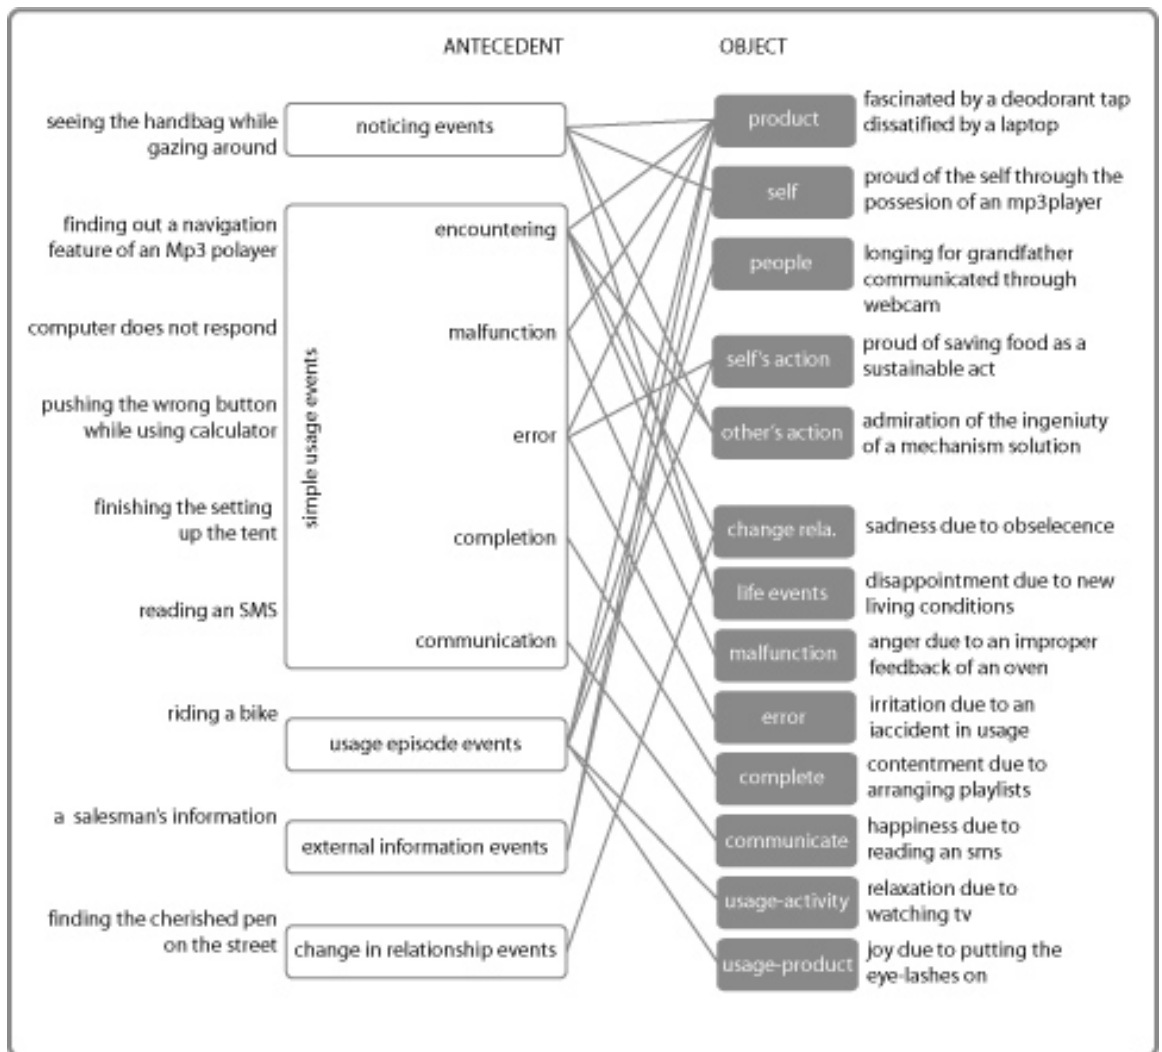 ANTECEDENT
OBJECT
seeing the handbag while
gazing around
noticing events
finding out a navigation
feature of an Mp3 polayer
computer does not respond
pushing the wrong button
while using calculator
finishing the setting
up the tent
reading an SMS
simple usage events
encountering
malfunction
error
completion
communication
riding a bike
usage episode events
a salesman's information
external information events
finding the cherished pen
on the street
change in relationship events
product
fascinated by a deodorant tap
dissatified by a laptop
self
proud of the self through the
possesion of an mp3player
people
longing for grandfather
communicated through
webcam
self's action
proud of saving food as a
sustainable act
other's action
admiration of the ingeniuty
of a mechanism solution
change rela.
sadness due to obselecence
life events
disappointment due to new
living conditions
malfunction
anger due to an improper
feedback of an oven
error
irritation due to an
iaccident in usage
complete
contentment due to
arranging playlists
communicate
happiness due to
reading an sms
usage-activity
relaxation due to
watching tv
usage-product
joy due to putting the
eye-lashes on